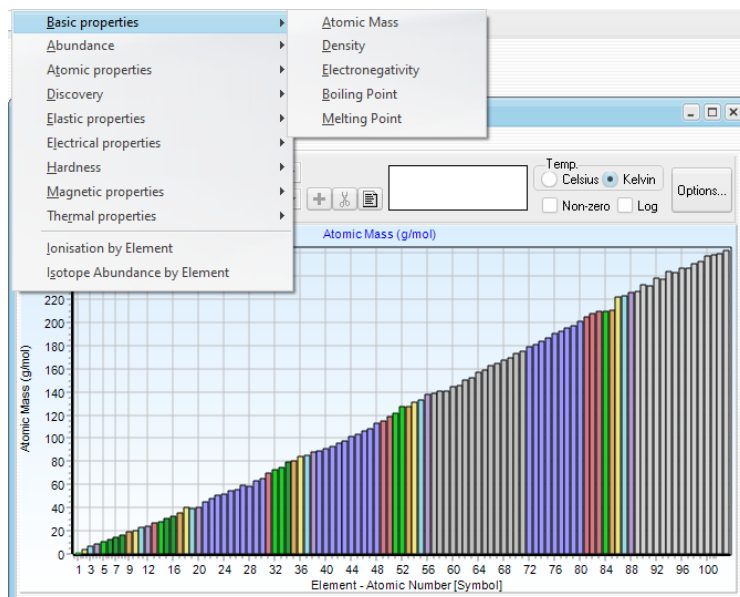 Basic properties
Abundance
Atomic properties
Discovery
Elastic properties
Electrical properties
Hardness
Magnetic properties
Thermal properties
Ionisation by Element
Isotope Abundance by Element
Atomic Mass
Density
Electronegativity
Boiling Point
Melting Point
Temp.
Celsius Kelvin
Non-zero Log
Options...
Atomic Mass (g/mol)
Atomic Mass (g/mol)
220
200
180
160
140
120
100
80
60
40
20
0
1 3 5 7 9 12 16 20 24 28 32 36 40 44 48 52 56 60 64 68 72 76 80 84 88 92 96 100
Element - Atomic Number [Symbol]